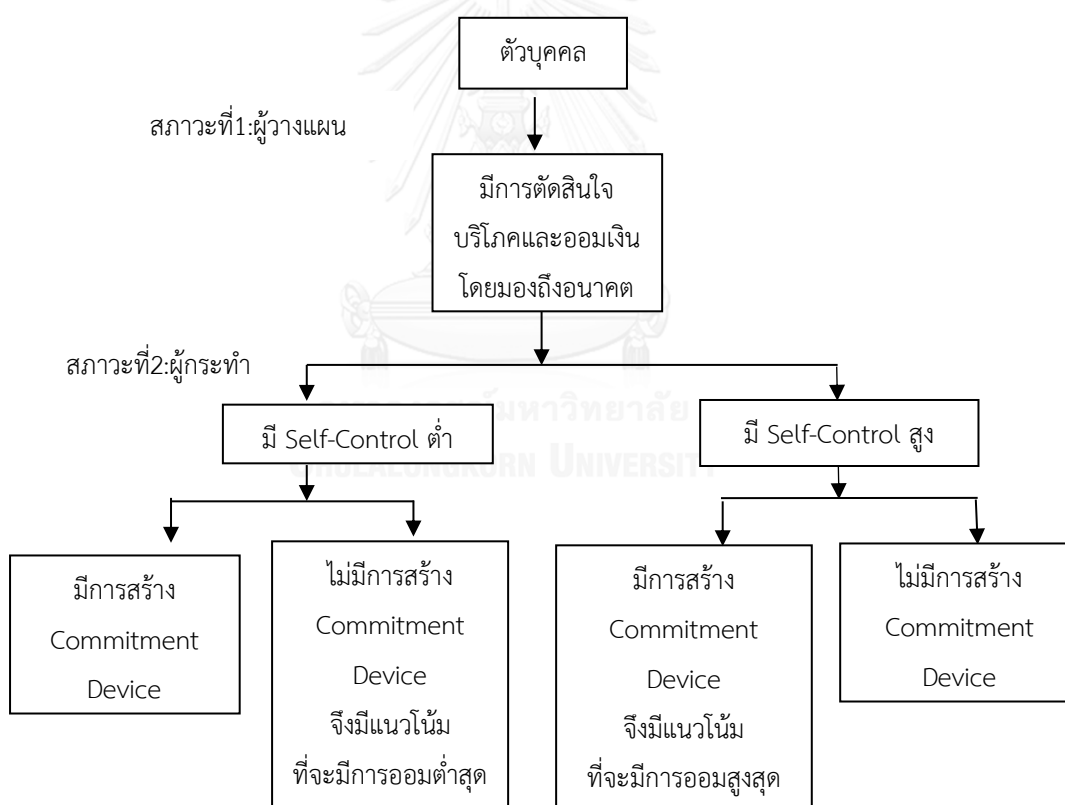 ตัวบุคคล
สภาวะที่1:ผู้วางแผน
มีการตัดสินใจ
บริโภคและออมเงิน
โดยมองถึงอนาคต
สภาวะที่2:ผู้กระทำ
มี Self-Control ต่ำ
มี Self-Control สูง
มีการสร้าง
Commitment
Device
ไม่มีการสร้าง
Commitment
Device
จึงมีแนวโน้ม
ที่จะมีการออมต่ำสุด
มีการสร้าง
Commitment
Device
จึงมีแนวโน้ม
ที่จะมีการออมสูงสุด
ไม่มีการสร้าง
Commitment
Device